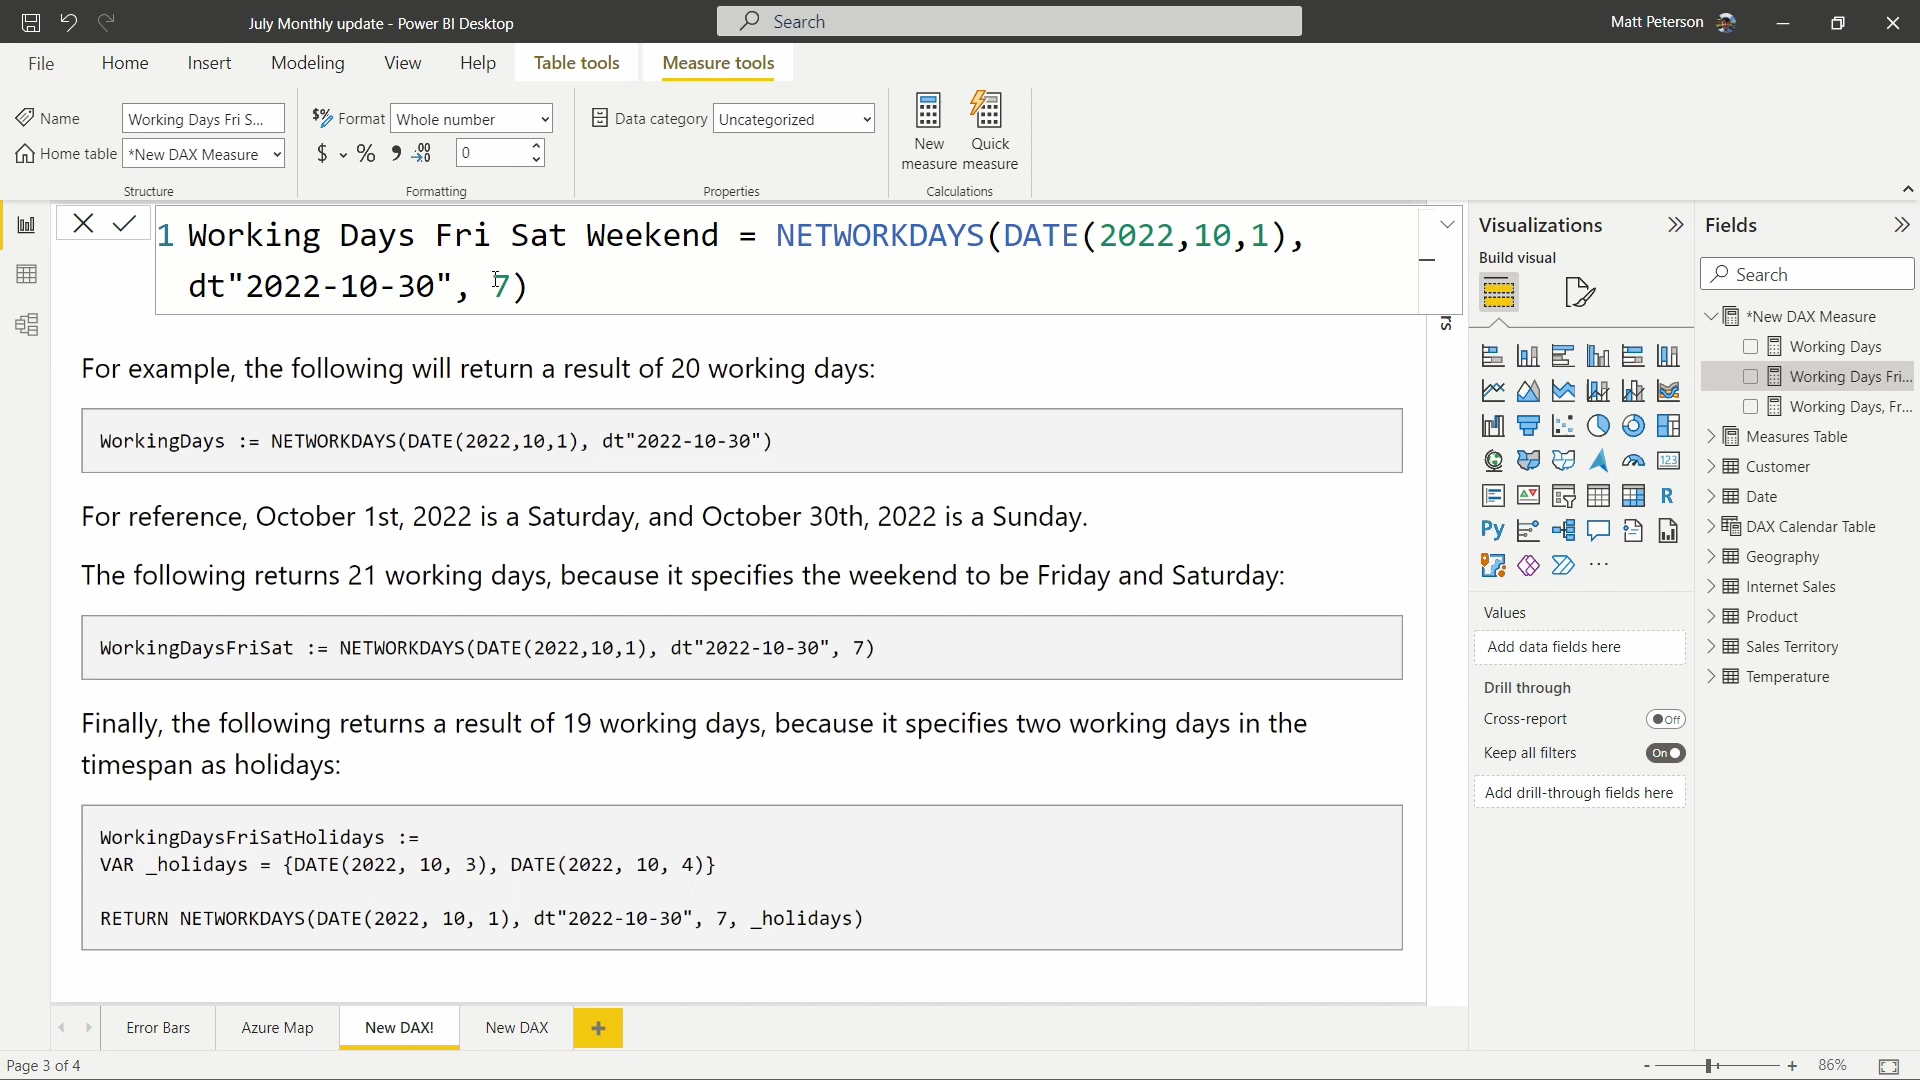 July Monthly update - Power BI Desktop
Search
Matt Peterson
File Home Insert Modeling View Help Table tools Measure tools
Name Working Days Fri S...
Home table *New DAX Measure
Structure
Format Whole number
$ % 9 .00 0
Formatting
Data category Uncategorized
Properties
New measure
Quick measure
Calculations
1 Working Days Fri Sat Weekend = NETWORKDAYS(DATE(2022,10,1),
dt"2022-10-30", 7)
rs
For example, the following will return a result of 20 working days:
WorkingDays := NETWORKDAYS(DATE(2022,10,1), dt"2022-10-30")
For reference, October 1st, 2022 is a Saturday, and October 30th, 2022 is a Sunday.
The following returns 21 working days, because it specifies the weekend to be Friday and Saturday:
WorkingDaysFriSat := NETWORKDAYS(DATE(2022,10,1), dt"2022-10-30", 7)
Finally, the following returns a result of 19 working days, because it specifies two working days in the
timespan as holidays:
WorkingDaysFriSatHolidays :=
VAR _holidays = {DATE(2022, 10, 3), DATE(2022, 10, 4)}
RETURN NETWORKDAYS(DATE(2022, 10, 1), dt"2022-10-30", 7, _holidays)
Visualizations
Build visual
123
R
Py
...
Values
Add data fields here
Drill through
Cross-report Off
Keep all filters On
Add drill-through fields here
Fields
Search
*New DAX Measure
Working Days
Working Days Fri...
Working Days, Fr...
Measures Table
Customer
Date
DAX Calendar Table
Geography
Internet Sales
Product
Sales Territory
Temperature
Error Bars Azure Map New DAX! New DAX +
Page 3 of 4
- + 86%